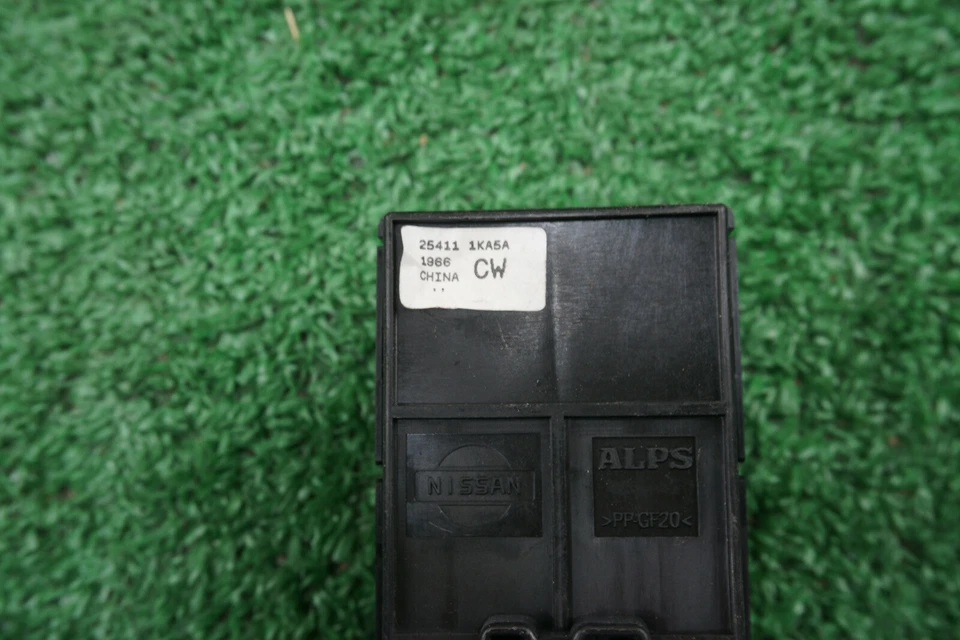 25411 1KA5A
1966
CHINA CW
NISSAN
ALPS
>PP-GF20<